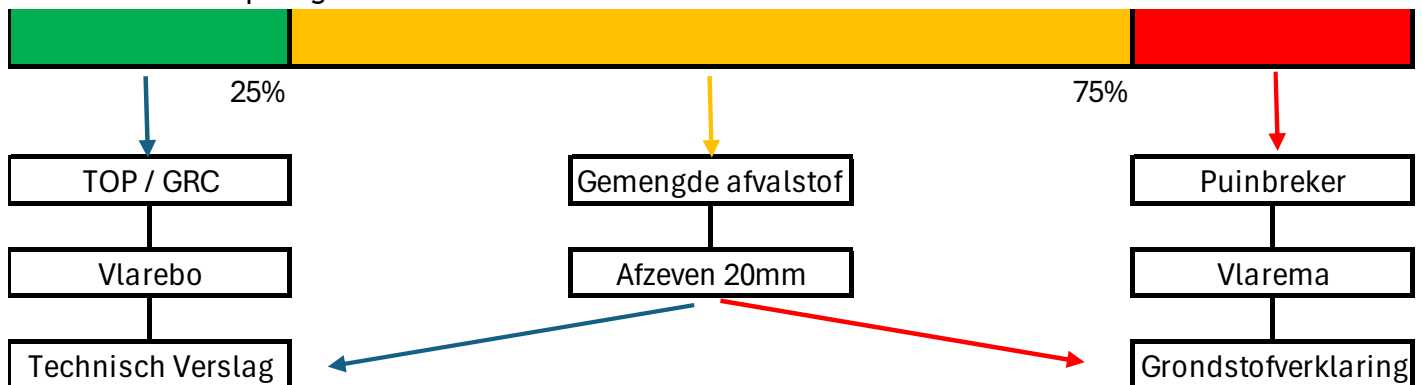 25%
75%
TOP / GRC
Gemengde afvalstof
Puinbreker
Vlarebo
Afzeven 20mm
Vlarema
Technisch Verslag
Grondstofverklaring